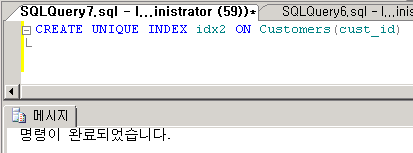 SQLQuery7.sql - l...inistrator (59))*
SQLQuery6.sql - l...inis
CREATE UNIQUE INDEX idx2 ON Customers(cust_id)
메시지
명령이 완료되었습니다.